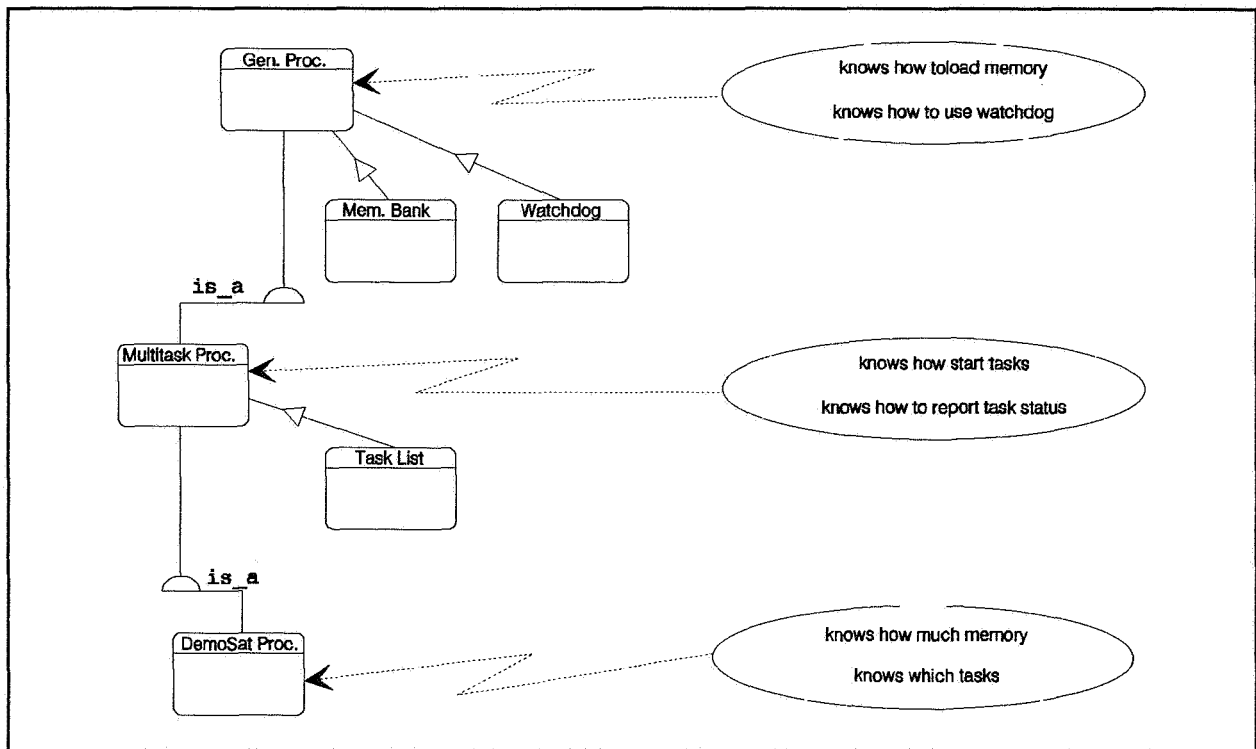 Gen. Proc.
knows how toload memory
knows how to use watchdog
Mem. Bank
Watchdog
is_a
Multitask Proc.
knows how start tasks
knows how to report task status
Task List
is_a
DemoSat Proc.
knows how much memory
knows which tasks